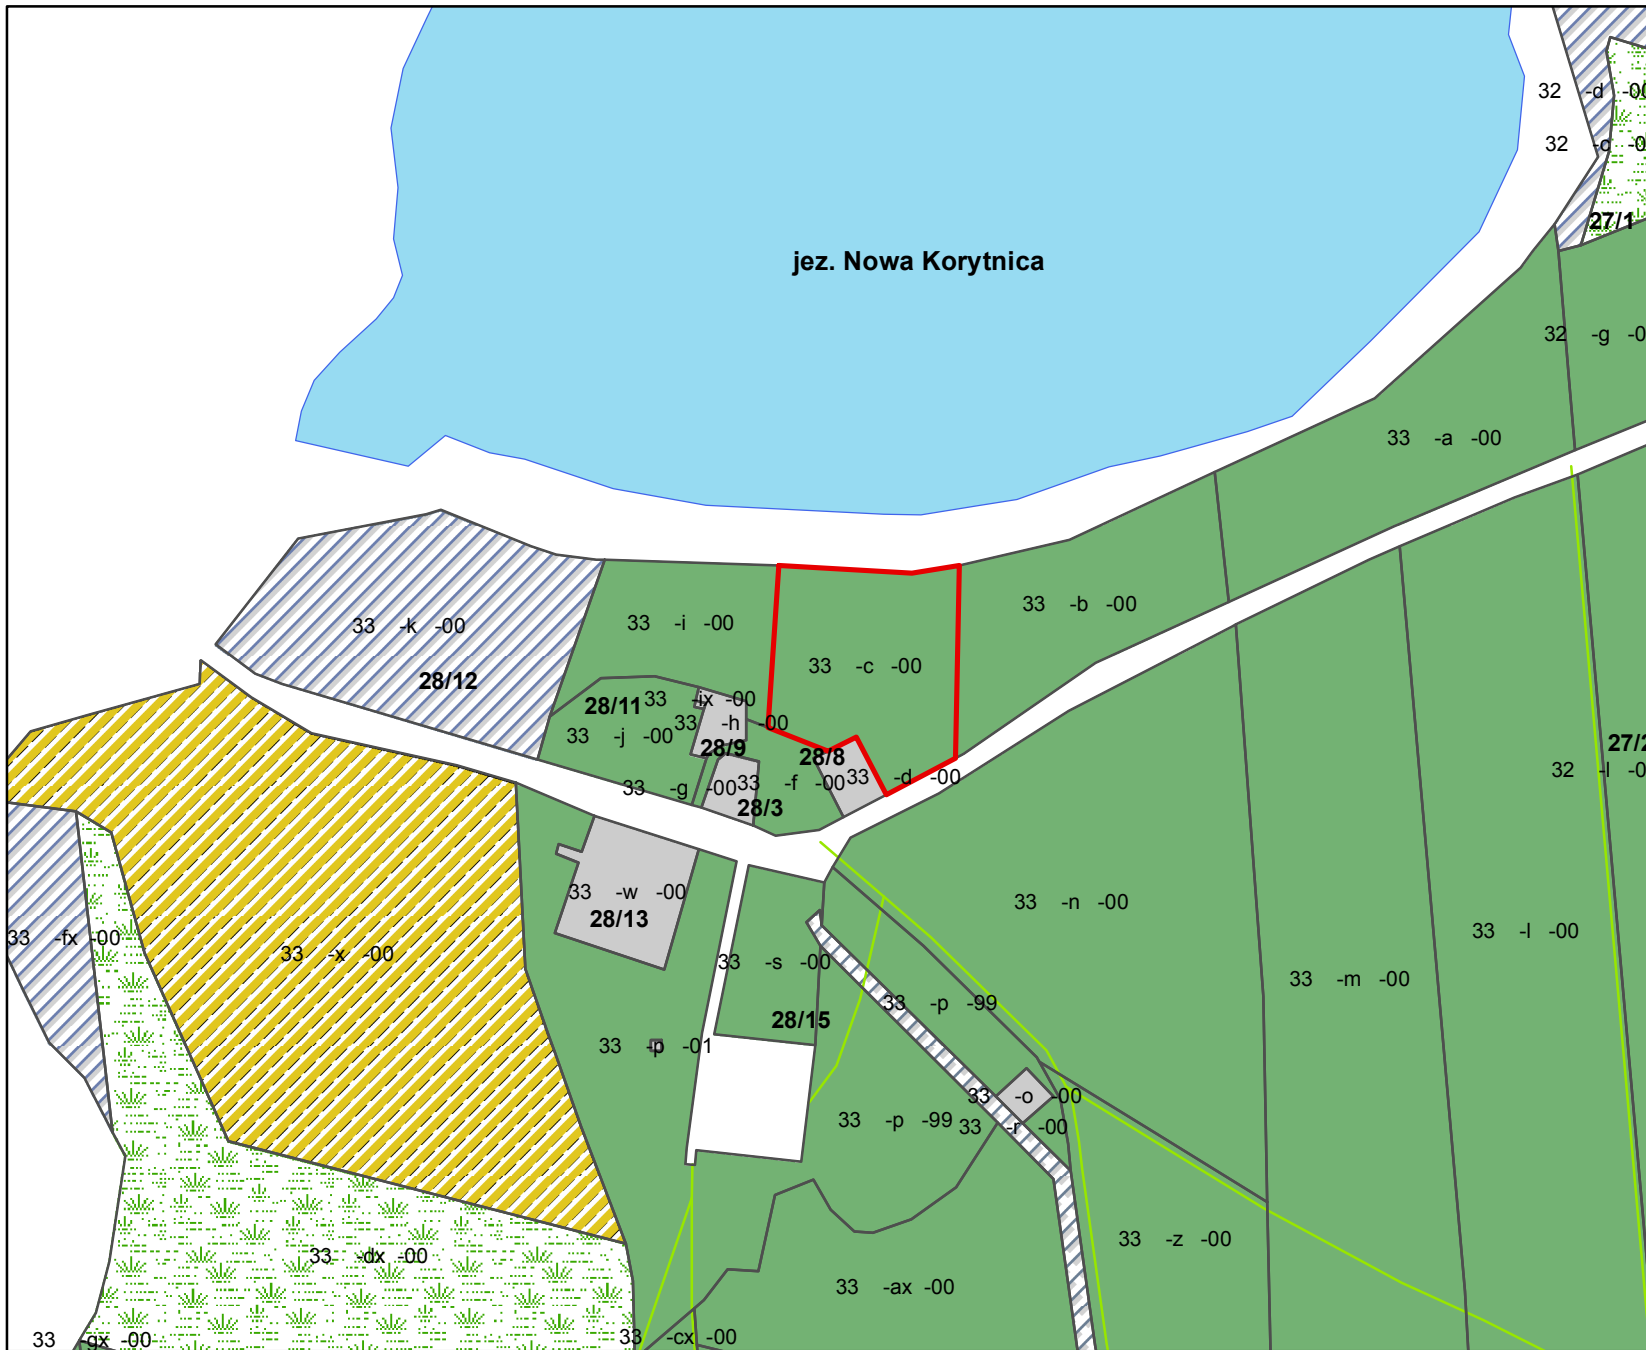 32 -d -00
32 -o -0
27/1
jez. Nowa Korytnica
32 -g -0
33 -a -00
33 -b -00
33 -i -00
33 -k -00
33 -c -00
28/12
28/11
33 -ix -00
33 -h -00
33 -j -00
28/9
28/8
27/2
33 -d -00
32 -l -0
33 -g -00
33 -f -00
28/3
33 -w -00
28/13
33 -n -00
33 -l -00
33 -fx -00
33 -x -00
33 -s -00
33 -m -00
33 -p -99
28/15
33 -p -01
33 -o -00
33 -p -99
33 -r -00
33 -z -00
33 -dx -00
33 -ax -00
33 -gx -00
33 -cx -00